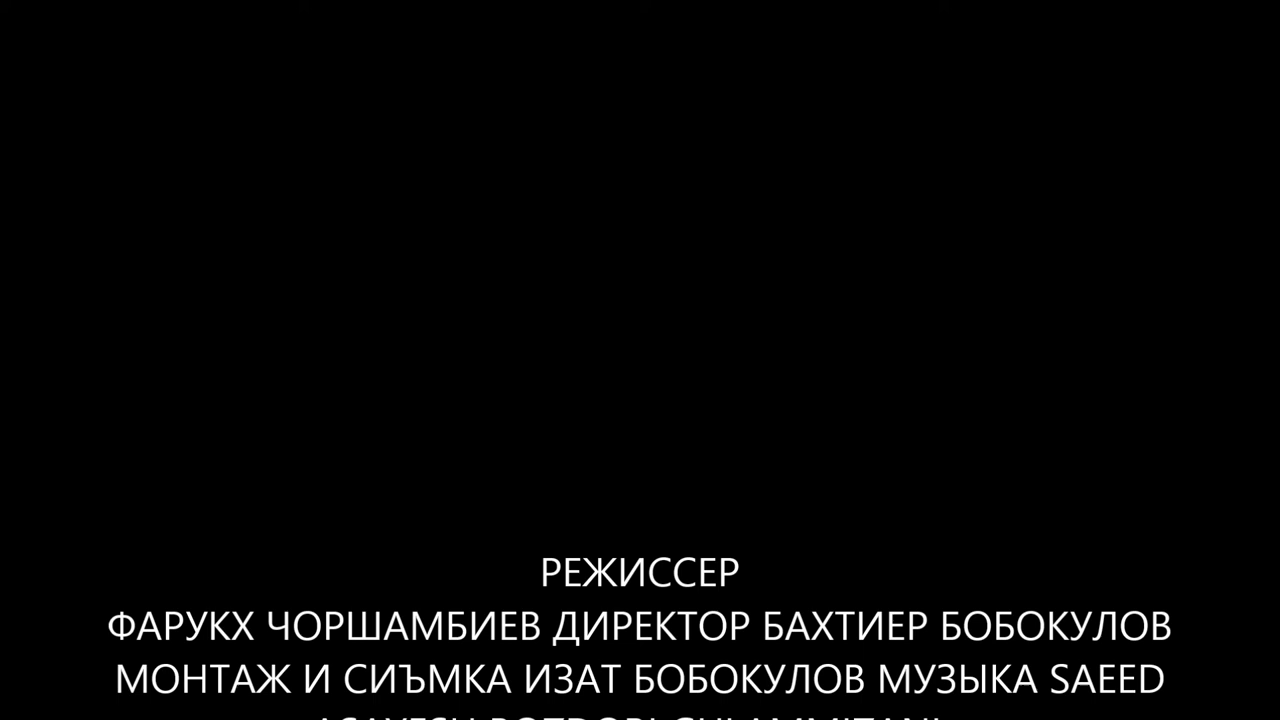 РЕЖИССЕР
ФАРУКХ ЧОРШАМБИЕВ ДИРЕКТОР БАХТИЕР БОБОКУЛОВ
МОНТАЖ И СИЪМКА ИЗАТ БОБОКУЛОВ МУЗЫКА SAEED